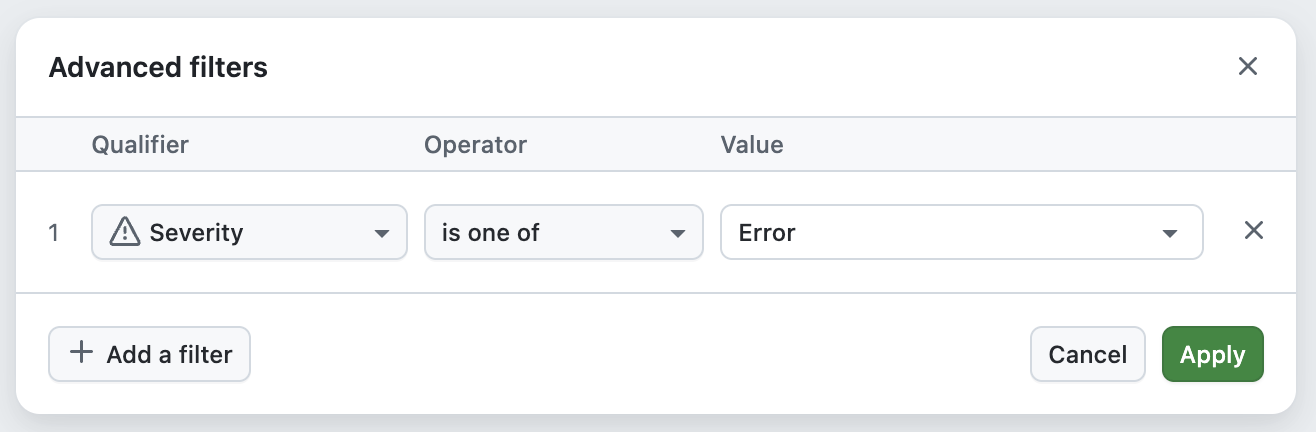 Advanced filters
Qualifier Operator Value
1 Severity is one of Error
Add a filter Cancel Apply